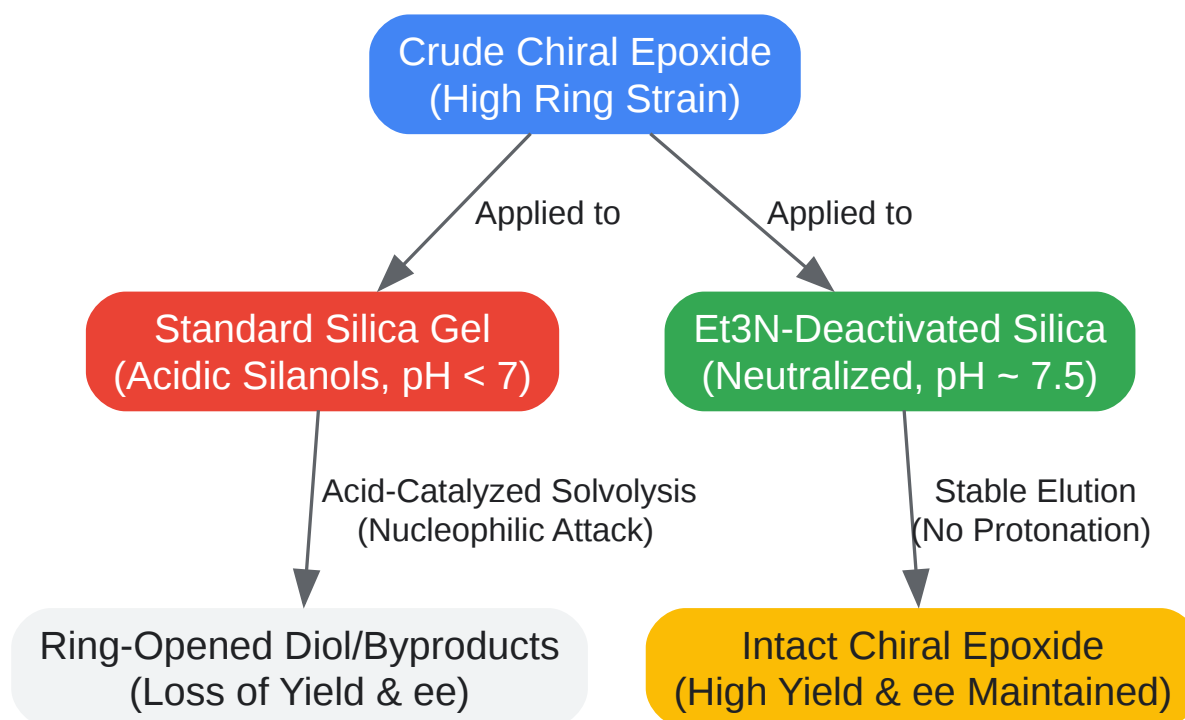 Crude Chiral Epoxide
(High Ring Strain)
Applied to
Applied to
Standard Silica Gel
(Acidic Silanols, pH < 7)
Et3N-Deactivated Silica
(Neutralized, pH ~ 7.5)
Acid-Catalyzed Solvolysis
(Nucleophilic Attack)
Stable Elution
(No Protonation)
Ring-Opened Diol/Byproducts
(Loss of Yield & ee)
Intact Chiral Epoxide
(High Yield & ee Maintained)